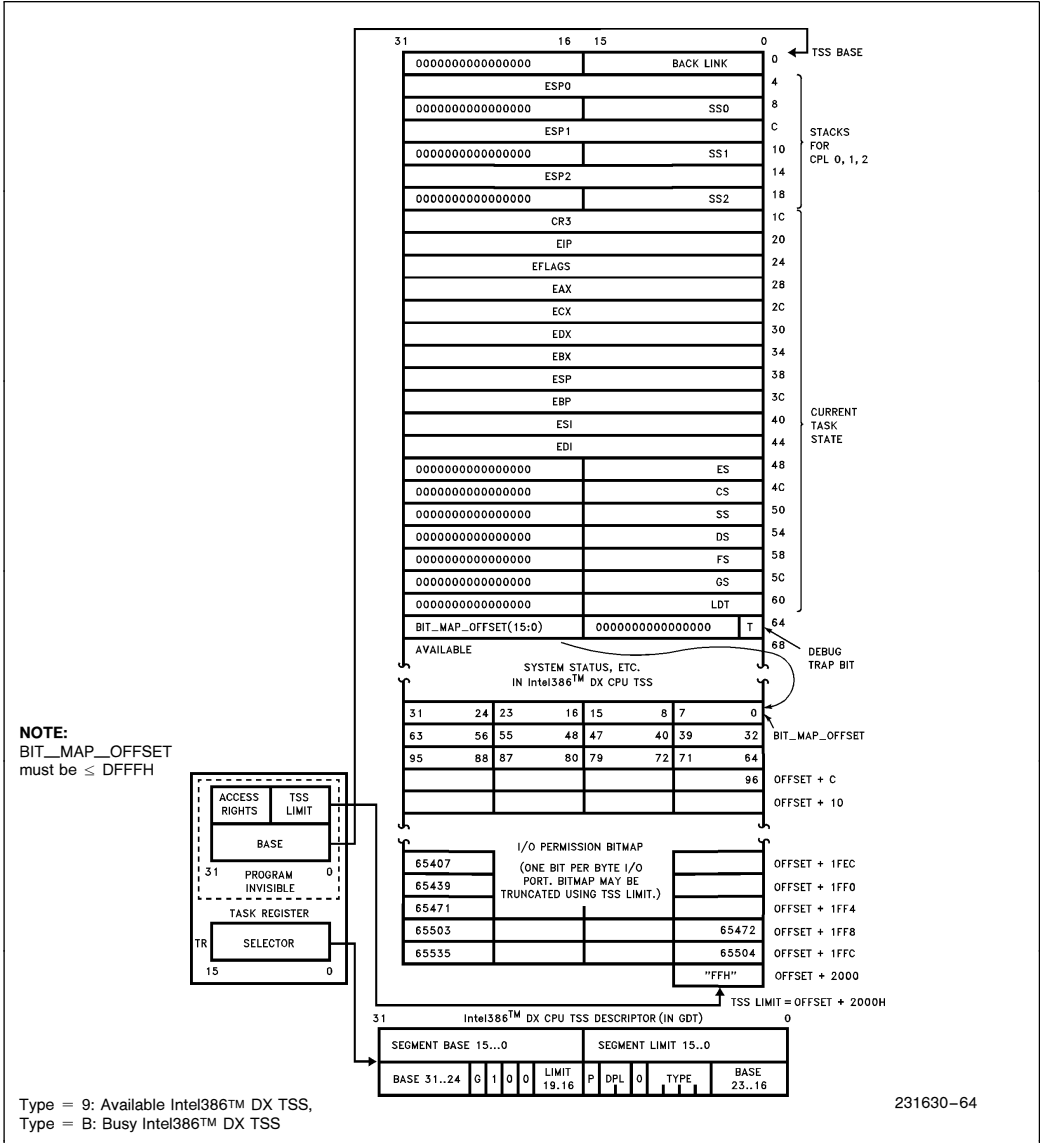 31 16 15 0
TSS BASE
0000000000000000 BACK LINK 0
ESP0 4
0000000000000000 SS0 8
ESP1 C
0000000000000000 SS1 10
ESP2 14
0000000000000000 SS2 18
STACKS
FOR
CPL 0, 1, 2
CR3 1C
EIP 20
EFLAGS 24
EAX 28
ECX 2C
EDX 30
EBX 34
ESP 38
EBP 3C
ESI 40
EDI 44
0000000000000000 ES 48
0000000000000000 CS 4C
0000000000000000 SS 50
0000000000000000 DS 54
0000000000000000 FS 58
0000000000000000 GS 5C
0000000000000000 LDT 60
CURRENT
TASK
STATE
BIT_MAP_OFFSET(15:0) 0000000000000000 T 64
AVAILABLE 68
DEBUG
TRAP BIT
SYSTEM STATUS, ETC.
IN Intel386™ DX CPU TSS
31 24 23 16 15 8 7 0
63 56 55 48 47 40 39 32 BIT_MAP_OFFSET
95 88 87 80 79 72 71 64
96 OFFSET + C
OFFSET + 10
NOTE:
BIT__MAP__OFFSET
must be ≤ DFFFH
I/O PERMISSION BITMAP
(ONE BIT PER BYTE I/O
PORT. BITMAP MAY BE
TRUNCATED USING TSS LIMIT.)
65407 OFFSET + 1FEC
65439 OFFSET + 1FF0
65471 OFFSET + 1FF4
65503 65472 OFFSET + 1FF8
65535 65504 OFFSET + 1FFC
"FFH" OFFSET + 2000
TSS LIMIT = OFFSET + 2000H
ACCESS
RIGHTS
TSS
LIMIT
BASE
31 0
PROGRAM
INVISIBLE
TASK REGISTER
TR SELECTOR
15 0
31 Intel386™ DX CPU TSS DESCRIPTOR (IN GDT) 0
SEGMENT BASE 15...0 SEGMENT LIMIT 15..0
BASE 31..24 G 1 0 0 LIMIT 19.16 P DPL 0 TYPE BASE 23..16
Type = 9: Available Intel386™ DX TSS,
Type = B: Busy Intel386™ DX TSS
231630–64